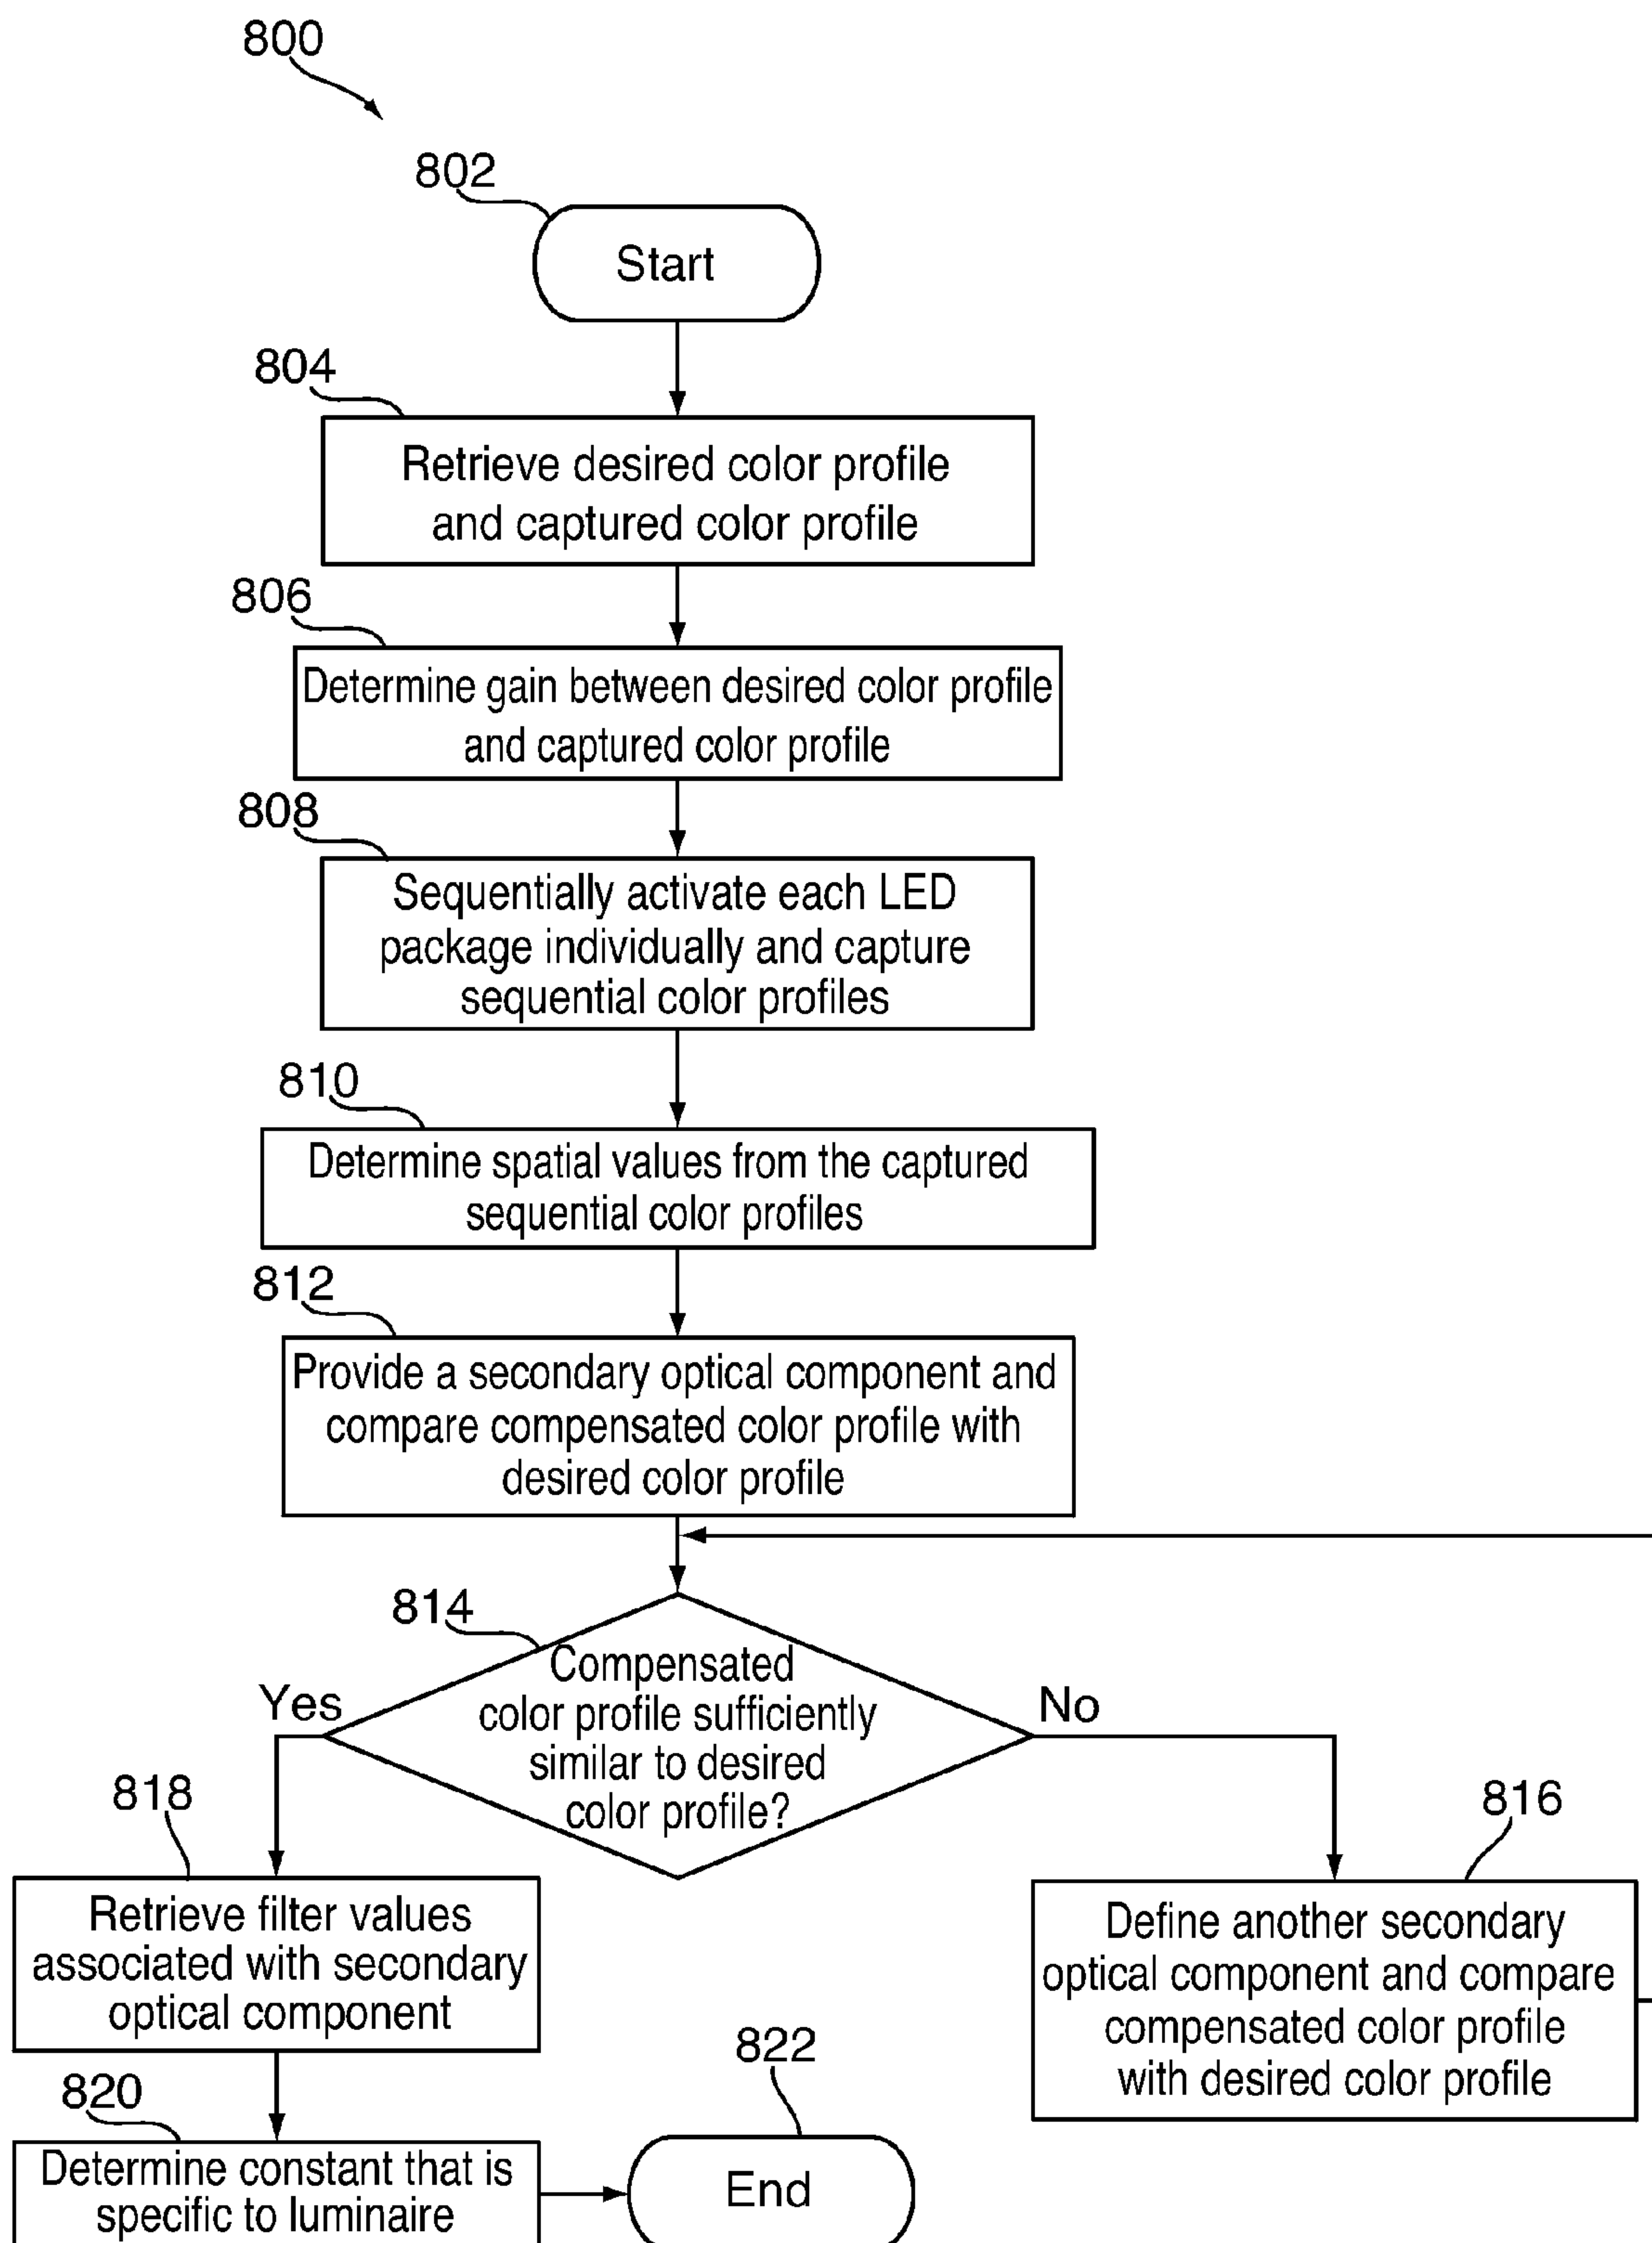 800
802
Start
804
Retrieve desired color profile
and captured color profile
806
Determine gain between desired color profile
and captured color profile
808
Sequentially activate each LED
package individually and capture
sequential color profiles
810
Determine spatial values from the captured
sequential color profiles
812
Provide a secondary optical component and
compare compensated color profile with
desired color profile
814
Compensated
color profile sufficiently
similar to desired
color profile?
Yes
No
818
Retrieve filter values
associated with secondary
optical component
816
Define another secondary
optical component and compare
compensated color profile
with desired color profile
820
Determine constant that is
specific to luminaire
822
End